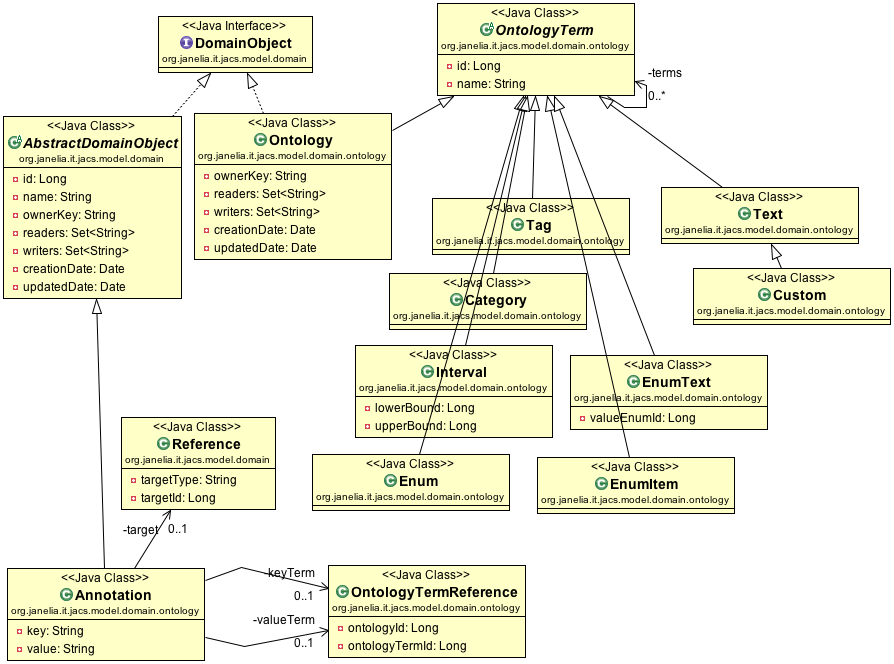 <<Java Interface>>
DomainObject
org.janelia.it.jacs.model.domain
<<Java Class>>
OntologyTerm
org.janelia.it.jacs.model.domain.ontology
id: Long
name: String
-terms
0..*
<<Java Class>>
AbstractDomainObject
org.janelia.it.jacs.model.domain
id: Long
name: String
ownerKey: String
readers: Set<String>
writers: Set<String>
creationDate: Date
updatedDate: Date
<<Java Class>>
Ontology
org.janelia.it.jacs.model.domain.ontology
ownerKey: String
readers: Set<String>
writers: Set<String>
creationDate: Date
updatedDate: Date
<<Java Class>>
Tag
org.janelia.it.jacs.model.domain.ontology
<<Java Class>>
Text
org.janelia.it.jacs.model.domain.ontology
<<Java Class>>
Category
org.janelia.it.jacs.model.domain.ontology
<<Java Class>>
Custom
org.janelia.it.jacs.model.domain.ontology
<<Java Class>>
Interval
org.janelia.it.jacs.model.domain.ontology
lowerBound: Long
upperBound: Long
<<Java Class>>
EnumText
org.janelia.it.jacs.model.domain.ontology
valueEnumId: Long
<<Java Class>>
Reference
org.janelia.it.jacs.model.domain
targetType: String
targetId: Long
<<Java Class>>
Enum
org.janelia.it.jacs.model.domain.ontology
<<Java Class>>
EnumItem
org.janelia.it.jacs.model.domain.ontology
-target
0..1
<<Java Class>>
Annotation
org.janelia.it.jacs.model.domain.ontology
key: String
value: String
-keyTerm
0..1
-valueTerm
0..1
<<Java Class>>
OntologyTermReference
org.janelia.it.jacs.model.domain.ontology
ontologyId: Long
ontologyTermId: Long